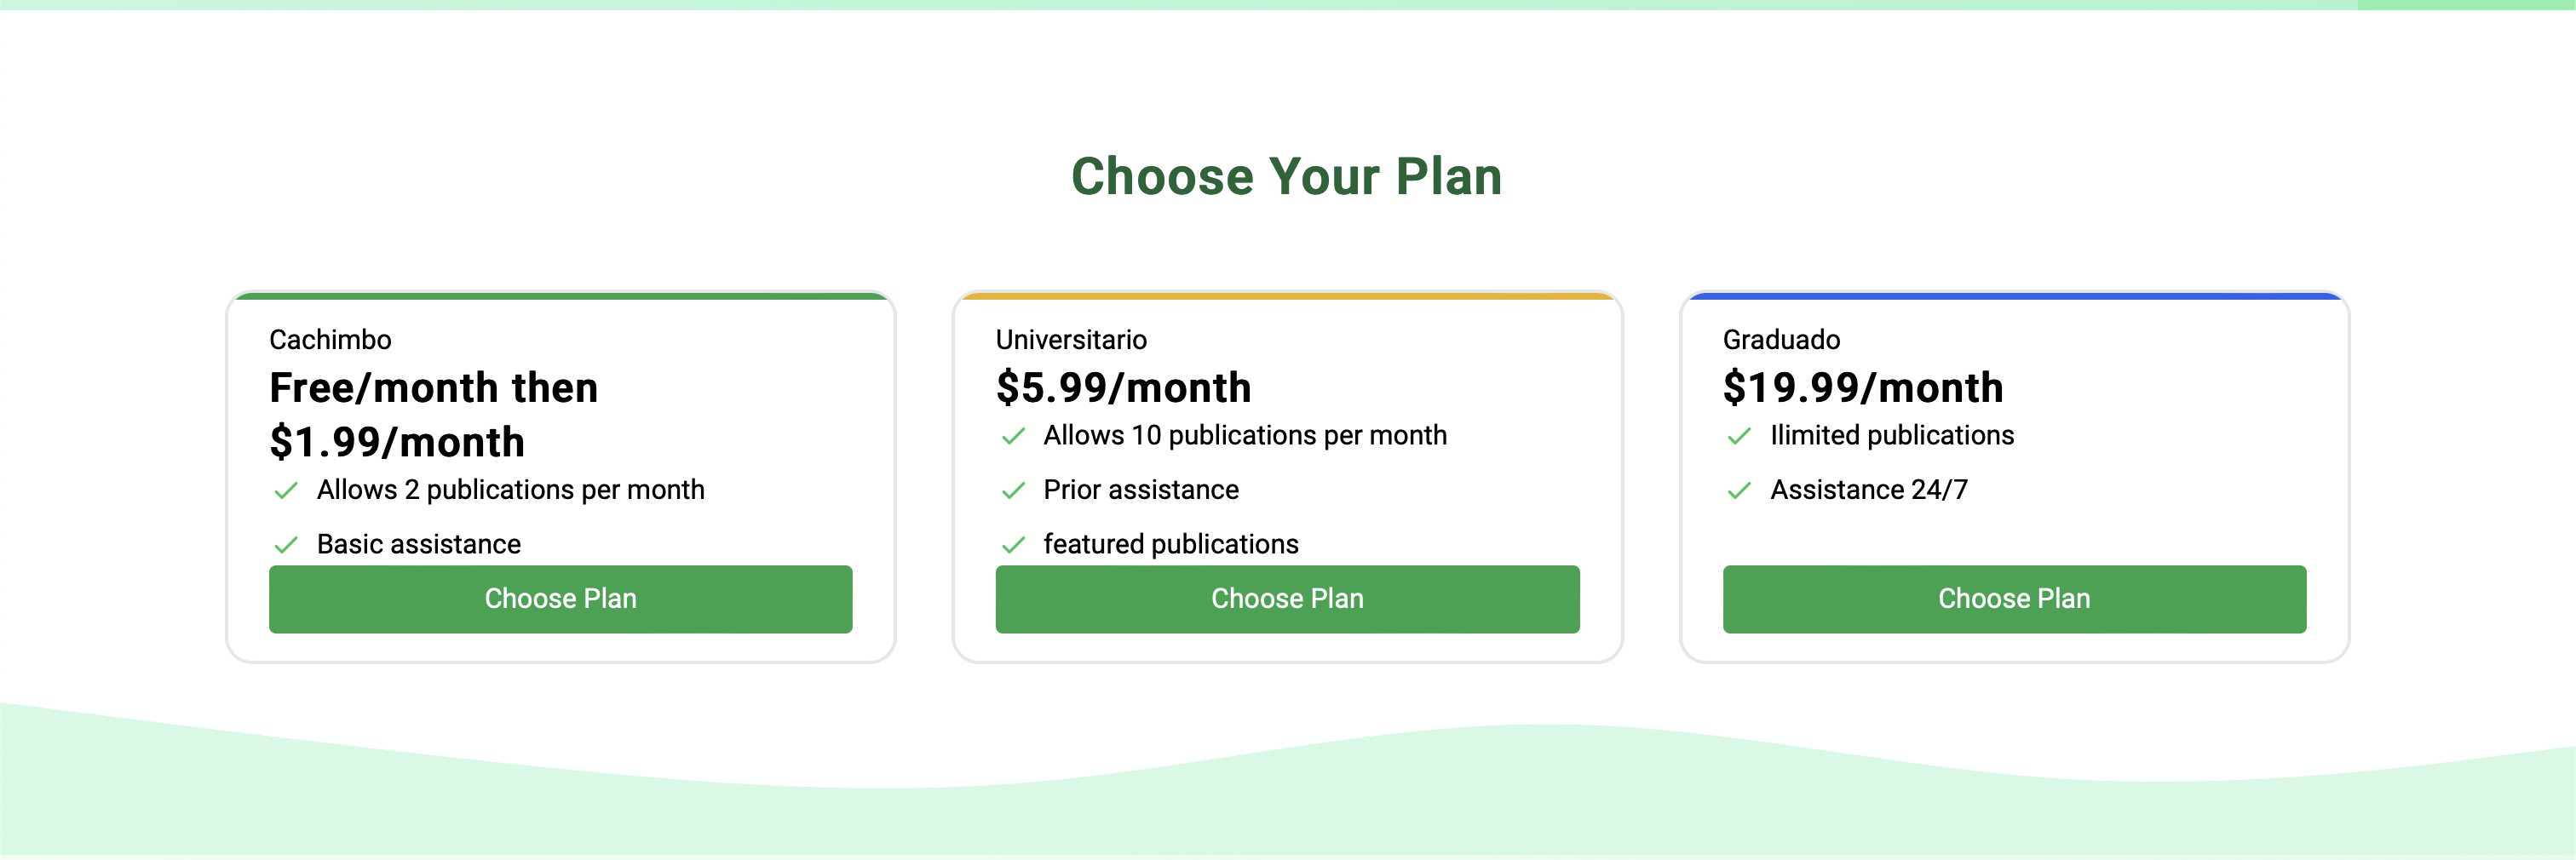 Choose Your Plan
Cachimbo
Free/month then
$1.99/month
Allows 2 publications per month
Basic assistance
Choose Plan
Universitario
$5.99/month
Allows 10 publications per month
Prior assistance
featured publications
Choose Plan
Graduado
$19.99/month
Ilimited publications
Assistance 24/7
Choose Plan